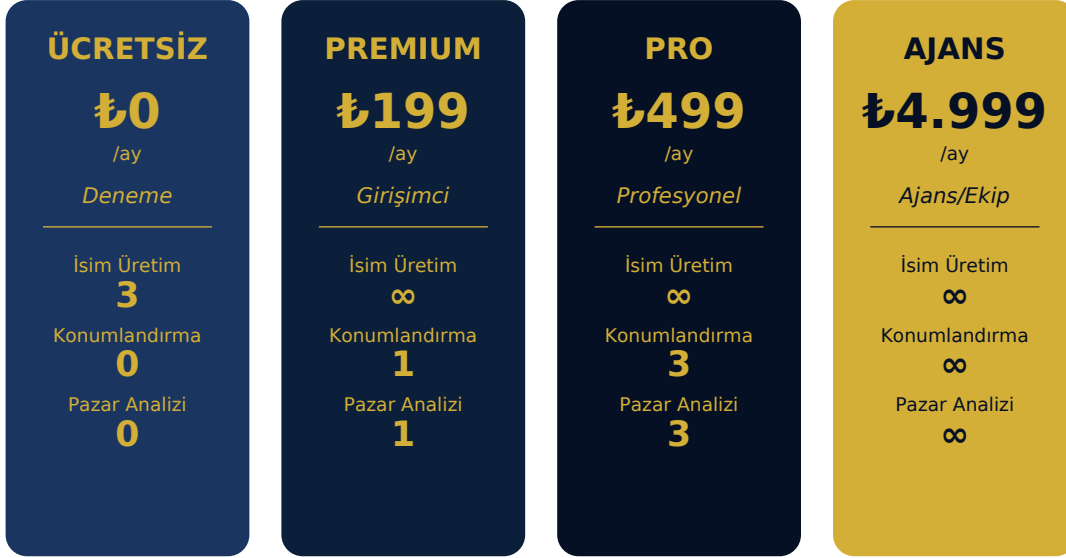 ÜCRETSİZ
₺0
/ay
Deneme
İsim Üretim
3
Konumlandırma
0
Pazar Analizi
0
PREMIUM
₺199
/ay
Girişimci
İsim Üretim
∞
Konumlandırma
1
Pazar Analizi
1
PRO
₺499
/ay
Profesyonel
İsim Üretim
∞
Konumlandırma
3
Pazar Analizi
3
AJANS
₺4.999
/ay
Ajans/Ekip
İsim Üretim
∞
Konumlandırma
∞
Pazar Analizi
∞